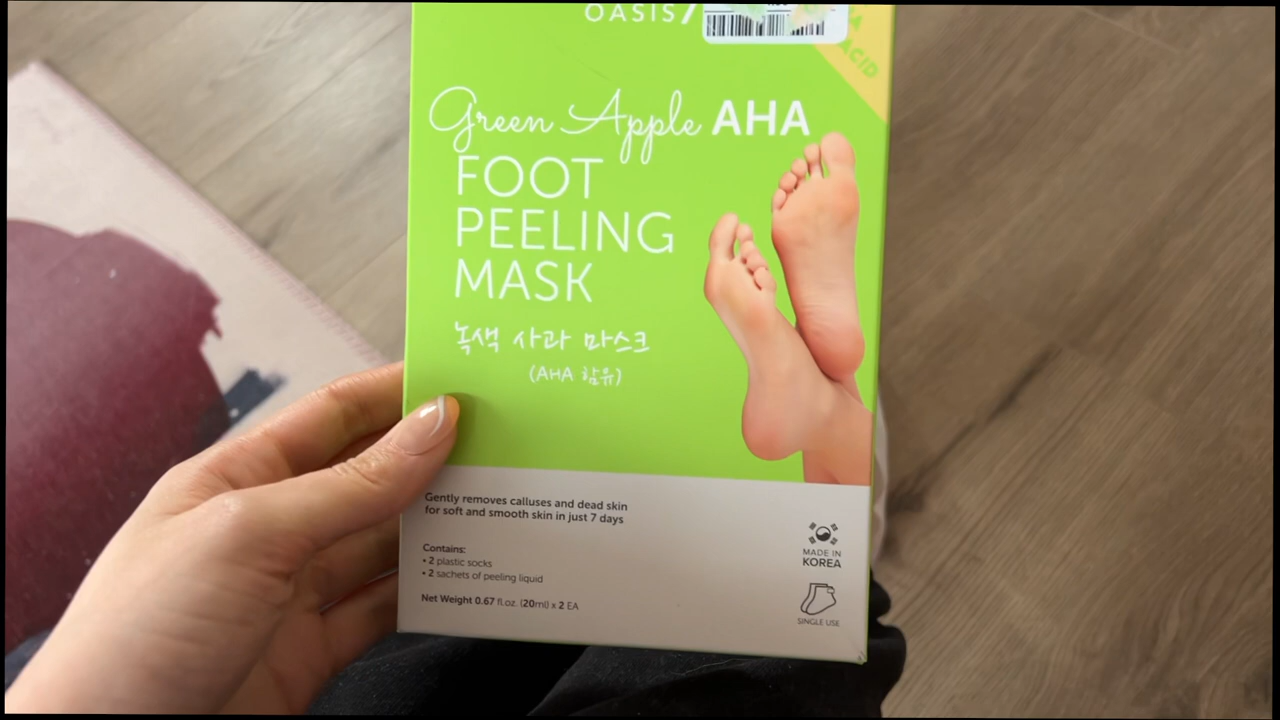 OASIS
ACID
Green Apple AHA
FOOT
PEELING
MASK
녹색 사과 마스크
(AHA 함유)
Gently removes calluses and dead skin
for soft and smooth skin in just 7 days
Contains:
• 2 plastic socks
• 2 sachets of peeling liquid
Net Weight 0.67 fl.oz. (20ml) x 2 EA
MADE IN
KOREA
SINGLE USE